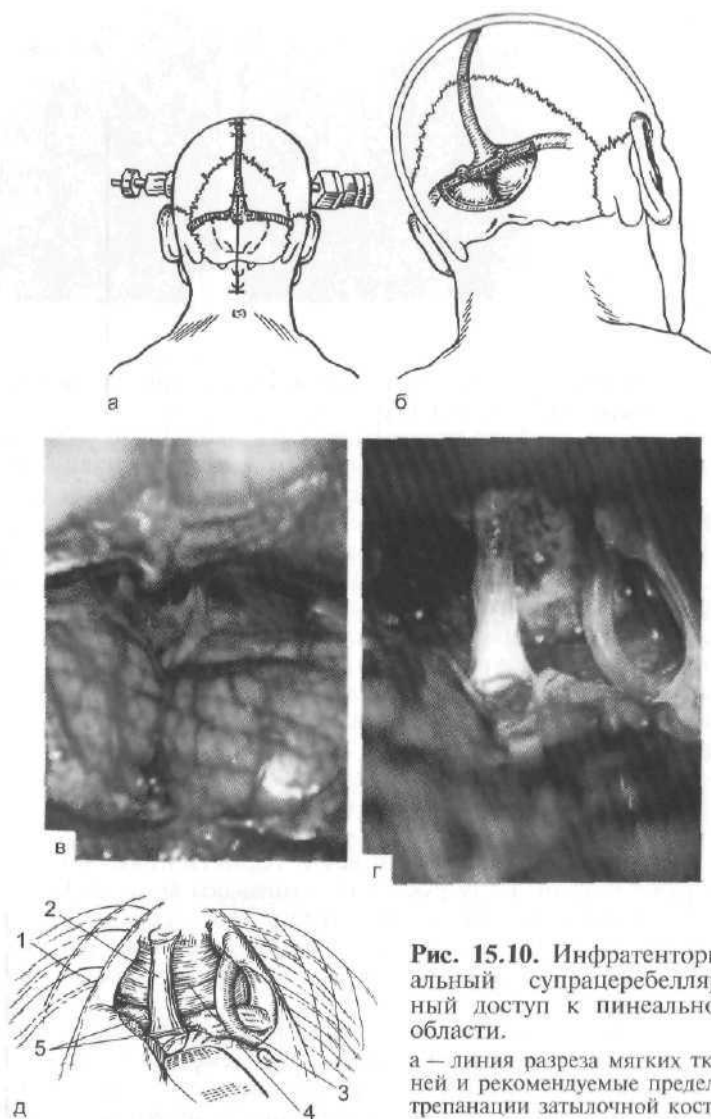 а
б
в
г
1
2
3
4
5
д
Рис. 15.10. Инфратентори
альный супрацеребелляр
ный доступ к пинеально
области.
а — линия разреза мягких тка
ней и рекомендуемые предел
трепанации затылочной кост